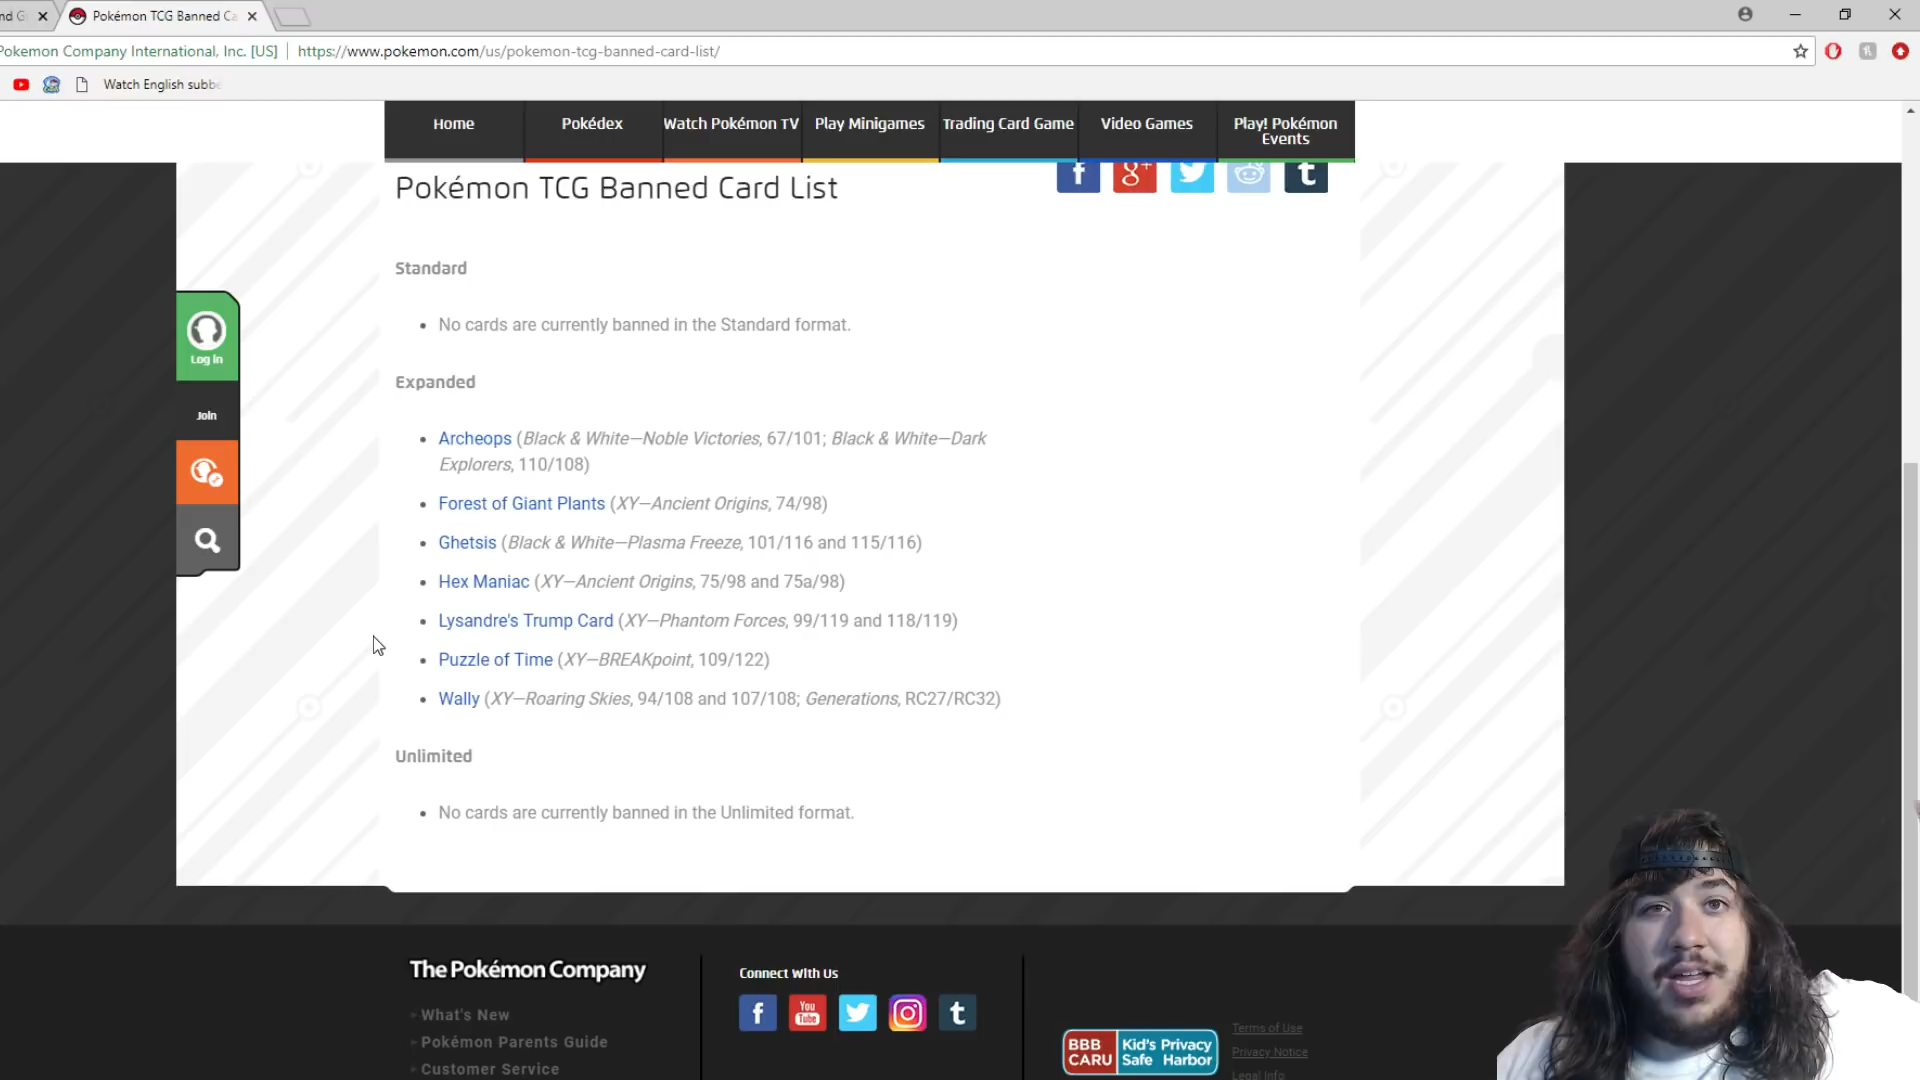 nd G
Pokémon TCG Banned Ca
Pokemon Company International, Inc. [US]
https://www.pokemon.com/us/pokemon-tcg-banned-card-list/
Watch English subbe
Home
Pokédex
Watch Pokémon TV
Play Minigames
Trading Card Game
Video Games
Play! Pokémon
Events
Pokémon TCG Banned Card List
f
g+
t
Standard
• No cards are currently banned in the Standard format.
Log in
Join
Expanded
• Archeops (Black & White—Noble Victories, 67/101; Black & White—Dark
Explorers, 110/108)
• Forest of Giant Plants (XY—Ancient Origins, 74/98)
• Ghetsis (Black & White—Plasma Freeze, 101/116 and 115/116)
• Hex Maniac (XY—Ancient Origins, 75/98 and 75a/98)
• Lysandre's Trump Card (XY—Phantom Forces, 99/119 and 118/119)
• Puzzle of Time (XY—BREAKpoint, 109/122)
• Wally (XY—Roaring Skies, 94/108 and 107/108; Generations, RC27/RC32)
Unlimited
• No cards are currently banned in the Unlimited format.
The Pokémon Company
What's New
Pokémon Parents Guide
Customer Service
Connect With Us
f
You
Tube
t
BBB
CARU
Kid's Privacy
Safe Harbor
Terms of Use
Privacy Notice
Legal Info